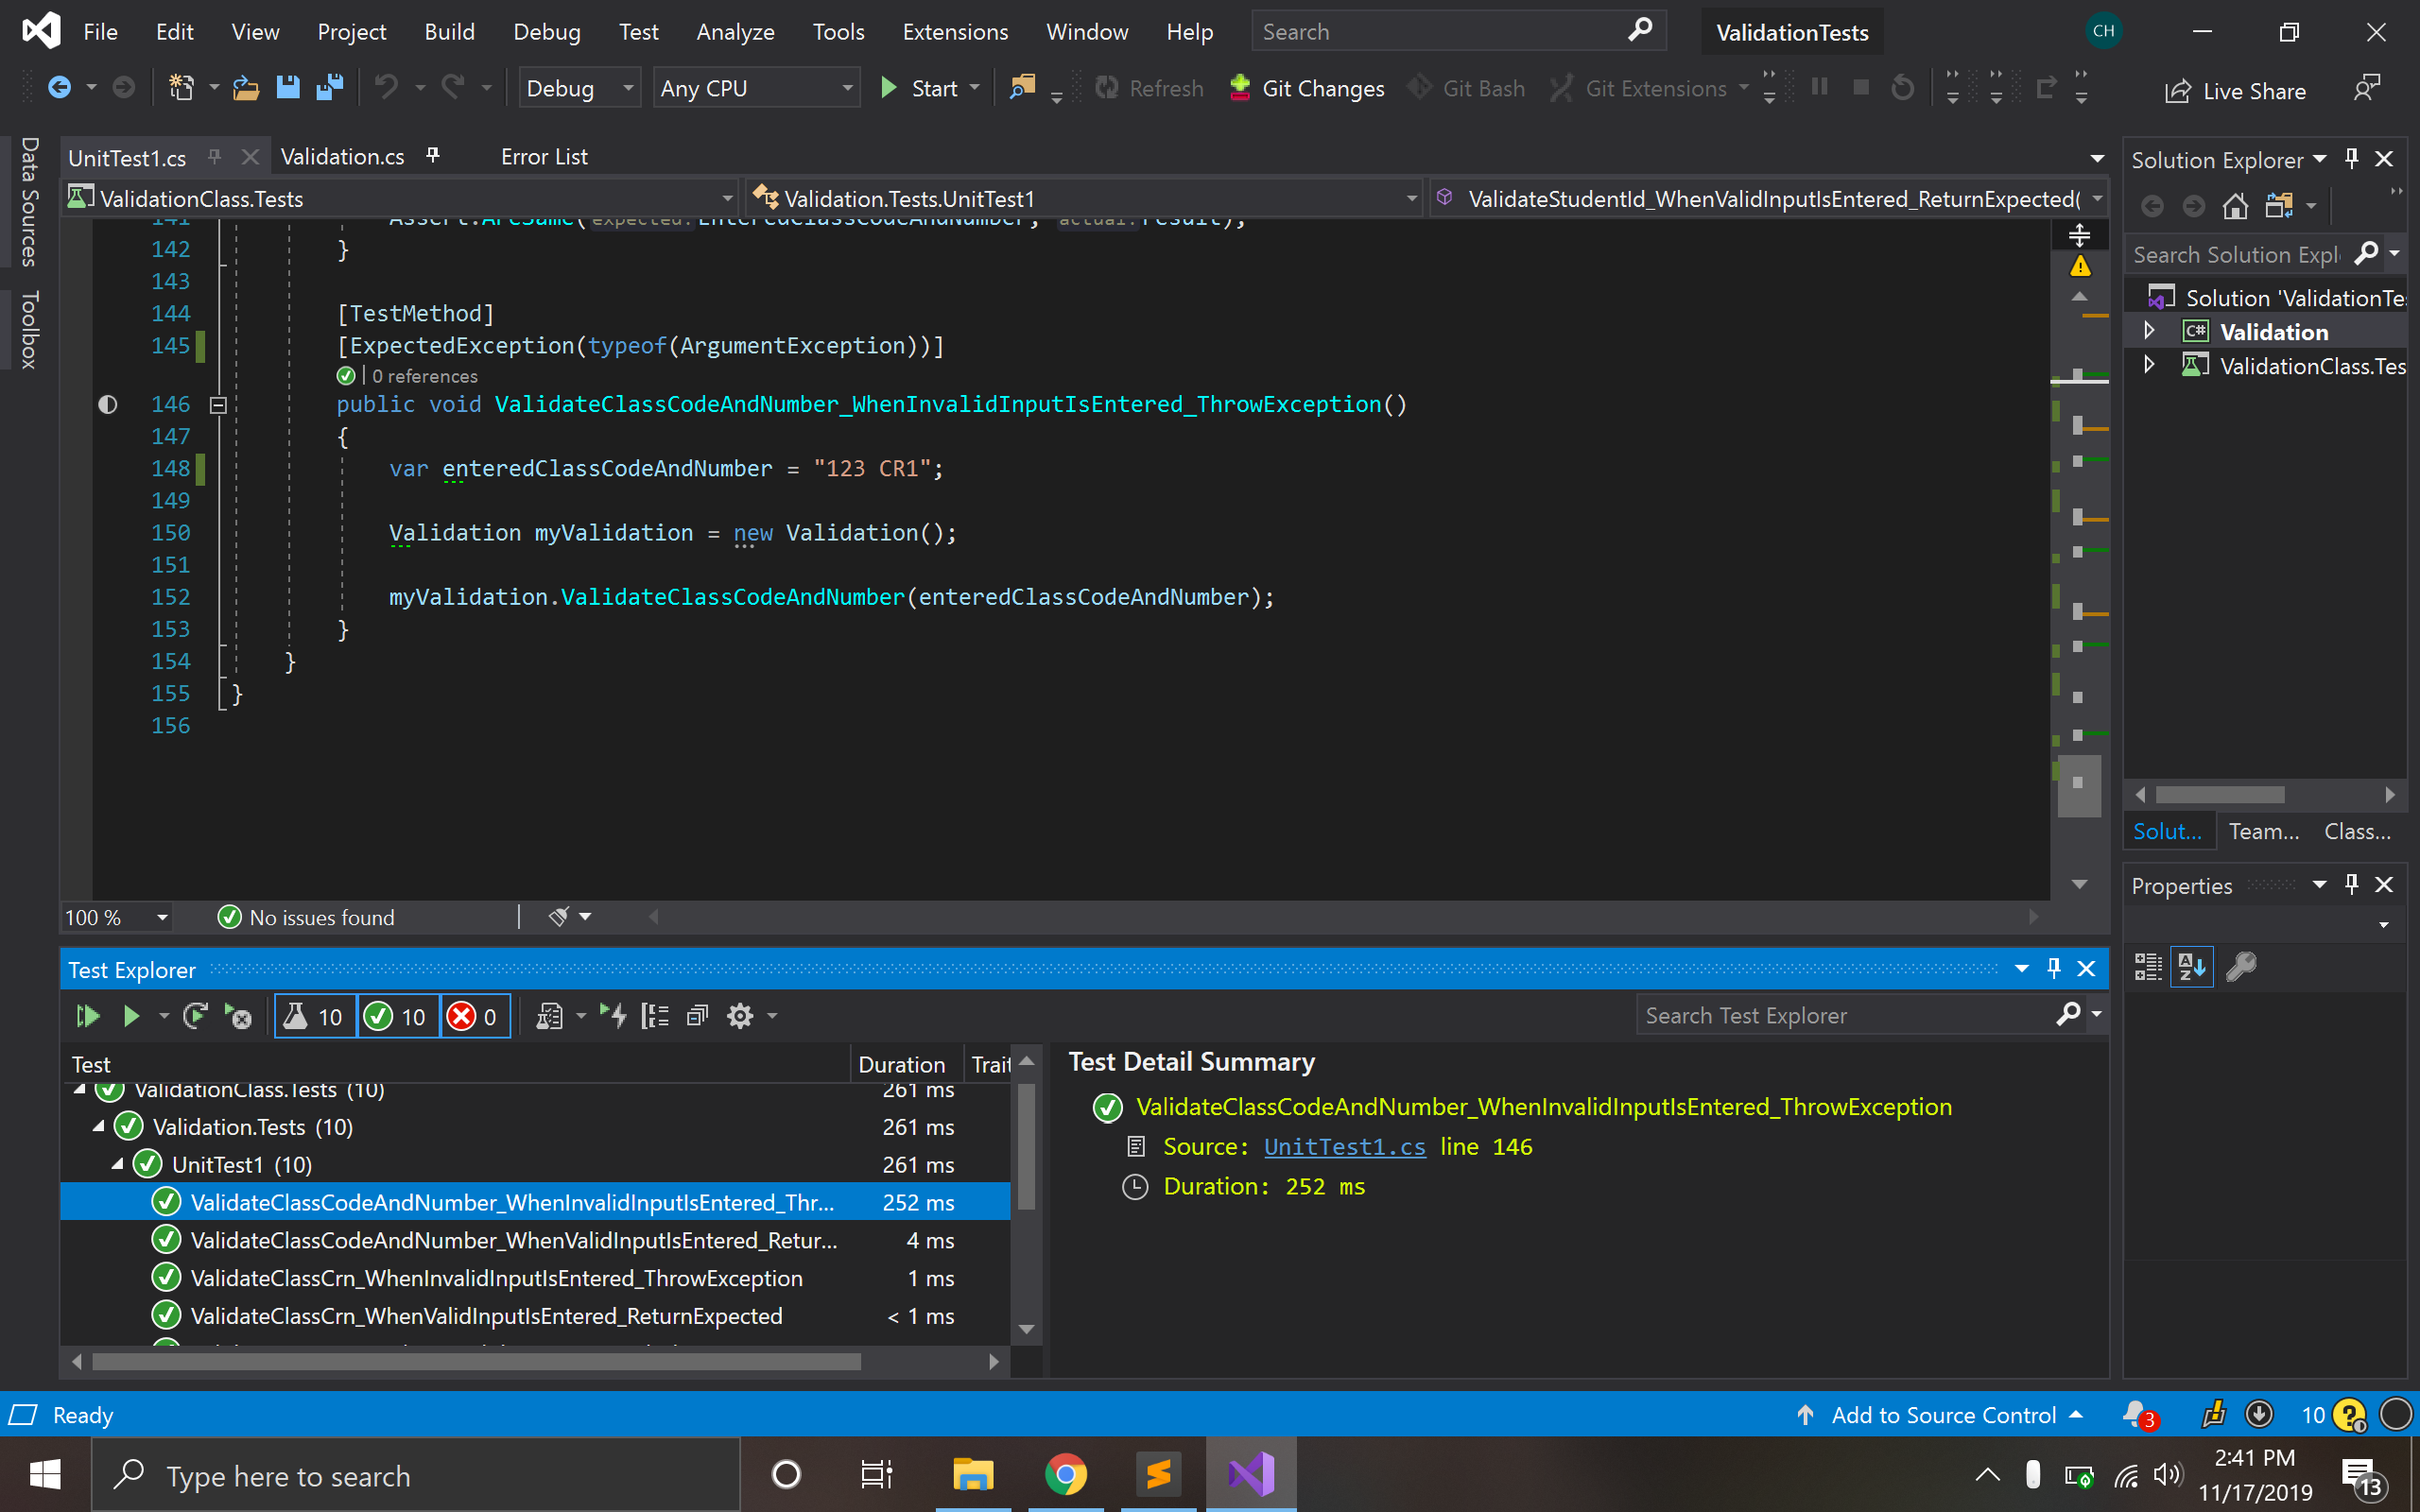 File Edit View Project Build Debug Test Analyze Tools Extensions Window Help Search ValidationTests CH
Debug Any CPU Start Refresh Git Changes Git Bash Git Extensions Live Share
Data Sources
Toolbox
UnitTest1.cs Validation.cs Error List
ValidationClass.Tests Validation.Tests.UnitTest1 ValidateStudentId_WhenValidInputIsEntered_ReturnExpected(
141 Assert.AreSame(expected:EnteredClassCodeAndNumber, actual:result);
142 }
143
144 [TestMethod]
145 [ExpectedException(typeof(ArgumentException))]
0 references
146 public void ValidateClassCodeAndNumber_WhenInvalidInputIsEntered_ThrowException()
147 {
148 var enteredClassCodeAndNumber = "123 CR1";
149
150 Validation myValidation = new Validation();
151
152 myValidation.ValidateClassCodeAndNumber(enteredClassCodeAndNumber);
153 }
154 }
155 }
156
100 % No issues found
Solution Explorer
Search Solution Expl
Solution 'ValidationTe
C# Validation
ValidationClass.Tes
Solut... Team... Class...
Properties
Test Explorer
10 10 0 Search Test Explorer
Test Duration Trait
ValidationClass.Tests (10) 261 ms
Validation.Tests (10) 261 ms
UnitTest1 (10) 261 ms
ValidateClassCodeAndNumber_WhenInvalidInputIsEntered_Thr... 252 ms
ValidateClassCodeAndNumber_WhenValidInputIsEntered_Retur... 4 ms
ValidateClassCrn_WhenInvalidInputIsEntered_ThrowException 1 ms
ValidateClassCrn_WhenValidInputIsEntered_ReturnExpected < 1 ms
Test Detail Summary
ValidateClassCodeAndNumber_WhenInvalidInputIsEntered_ThrowException
Source: UnitTest1.cs line 146
Duration: 252 ms
Ready Add to Source Control 3 10
Type here to search
2:41 PM
11/17/2019
13